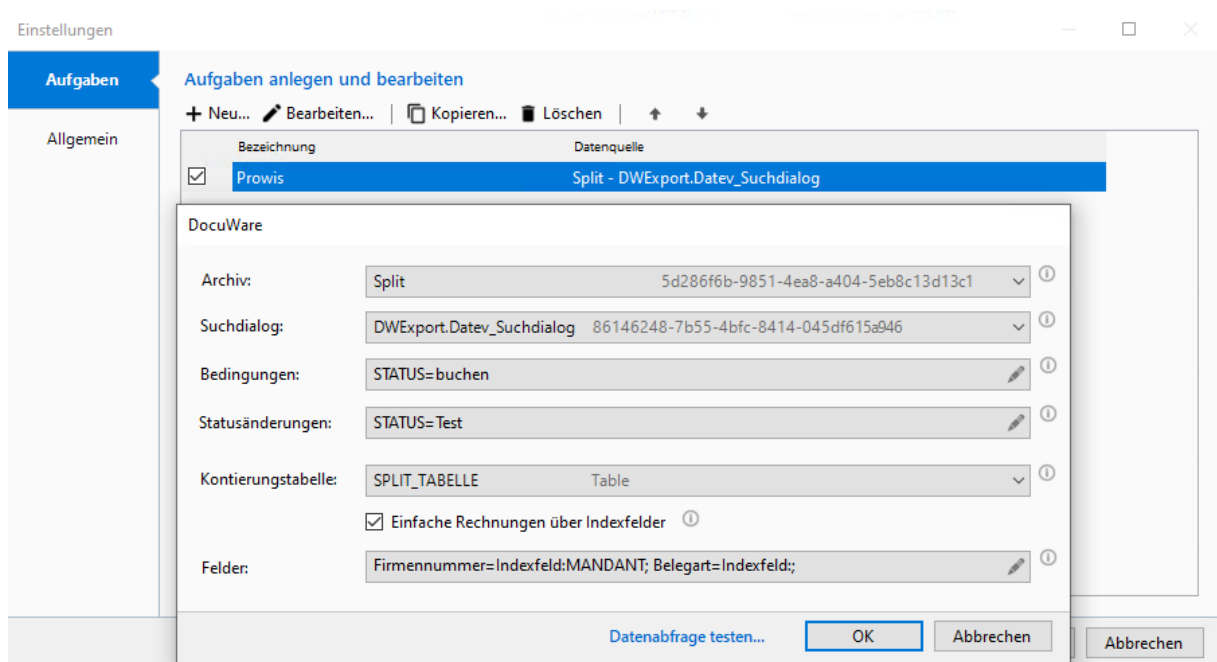 Einstellungen
Aufgaben
Allgemein
Aufgaben anlegen und bearbeiten
Neu... Bearbeiten... Kopieren... Löschen
Bezeichnung Datenquelle
Prowis Split - DWExport.Datev_Suchdialog
DocuWare
Archiv: Split 5d286f6b-9851-4ea8-a404-5eb8c13d13c1
Suchdialog: DWExport.Datev_Suchdialog 86146248-7b55-4bfc-8414-045df615a946
Bedingungen: STATUS=buchen
Statusänderungen: STATUS=Test
Kontierungstabelle: SPLIT_TABELLE Table
Einfache Rechnungen über Indexfelder
Felder: Firmennummer=Indexfeld:MANDANT; Belegart=Indexfeld:;
Datenabfrage testen... OK Abbrechen
Abbrechen